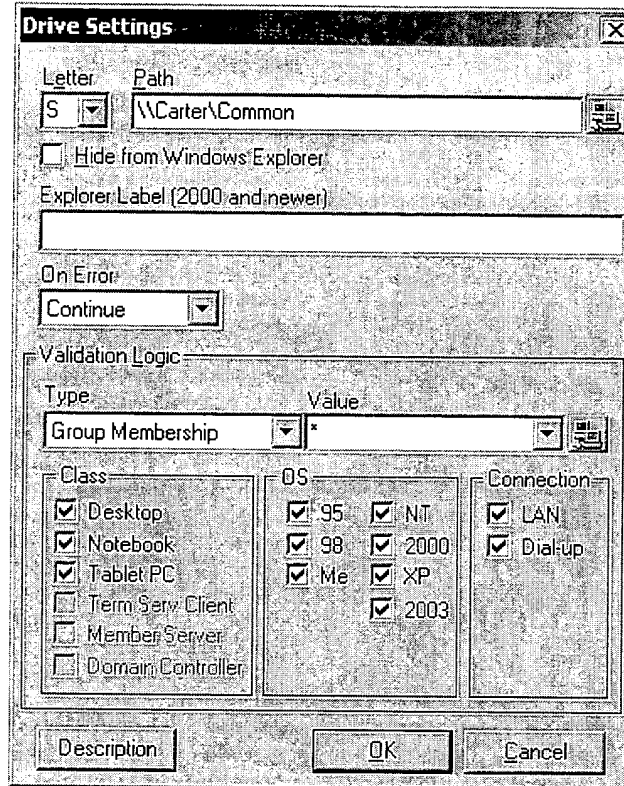 Drive Settings
Letter Path
S \\Carter\Common
Hide from Windows Explorer
Explorer Label (2000 and newer)
On Error
Continue
Validation Logic
Type Value
Group Membership *
Class OS Connection
Desktop 95 NT LAN
Notebook 98 2000 Dial-up
Tablet PC Me XP
Term Serv Client 2003
Member Server
Domain Controller
Description OK Cancel